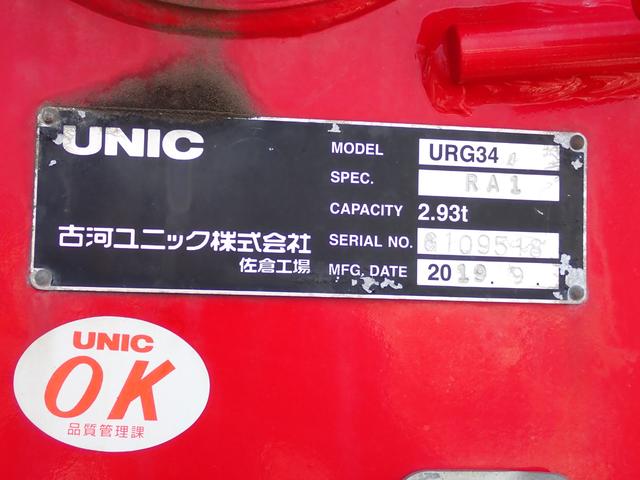 UNIC
古河ユニック株式会社
佐倉工場
MODEL URG34
SPEC. RA1
CAPACITY 2.93t
SERIAL NO.
MFG. DATE 2019.9.
UNIC
OK
品質管理課